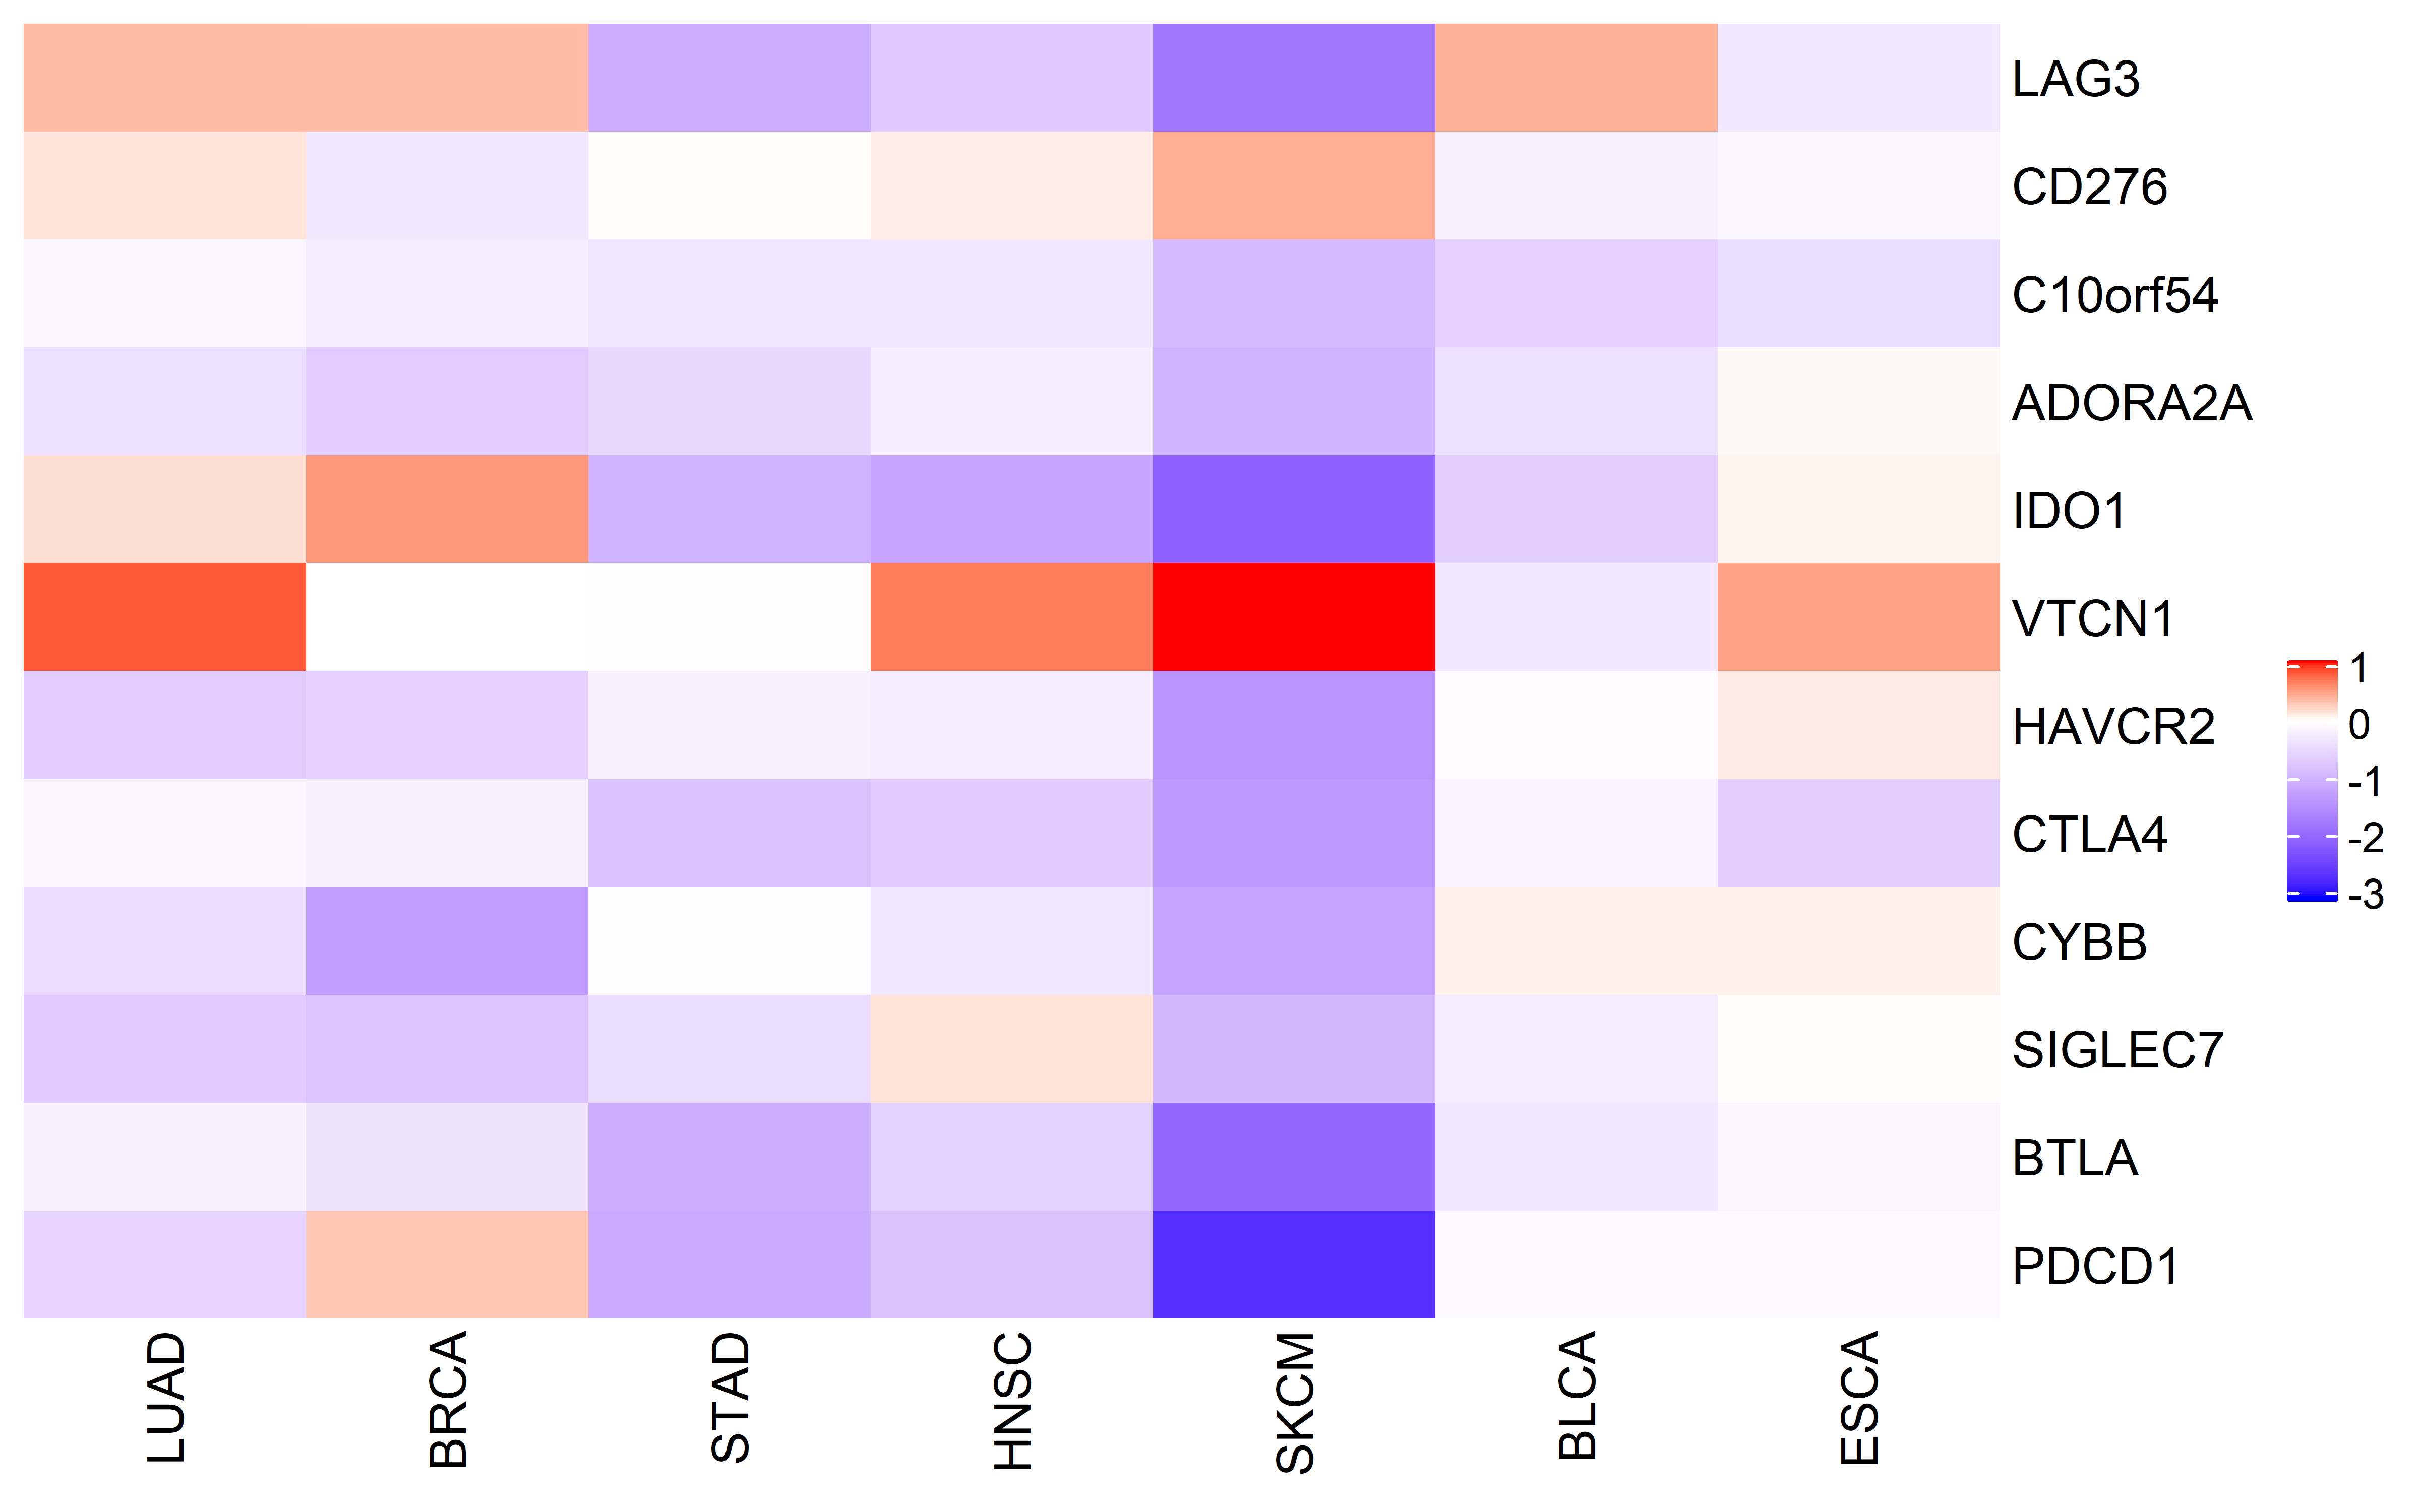 LAG3
CD276
C10orf54
ADORA2A
IDO1
VTCN1
HAVCR2
CTLA4
CYBB
SIGLEC7
BTLA
PDCD1
1
0
-1
-2
-3
LUAD
BRCA
STAD
HNSC
SKCM
BLCA
ESCA